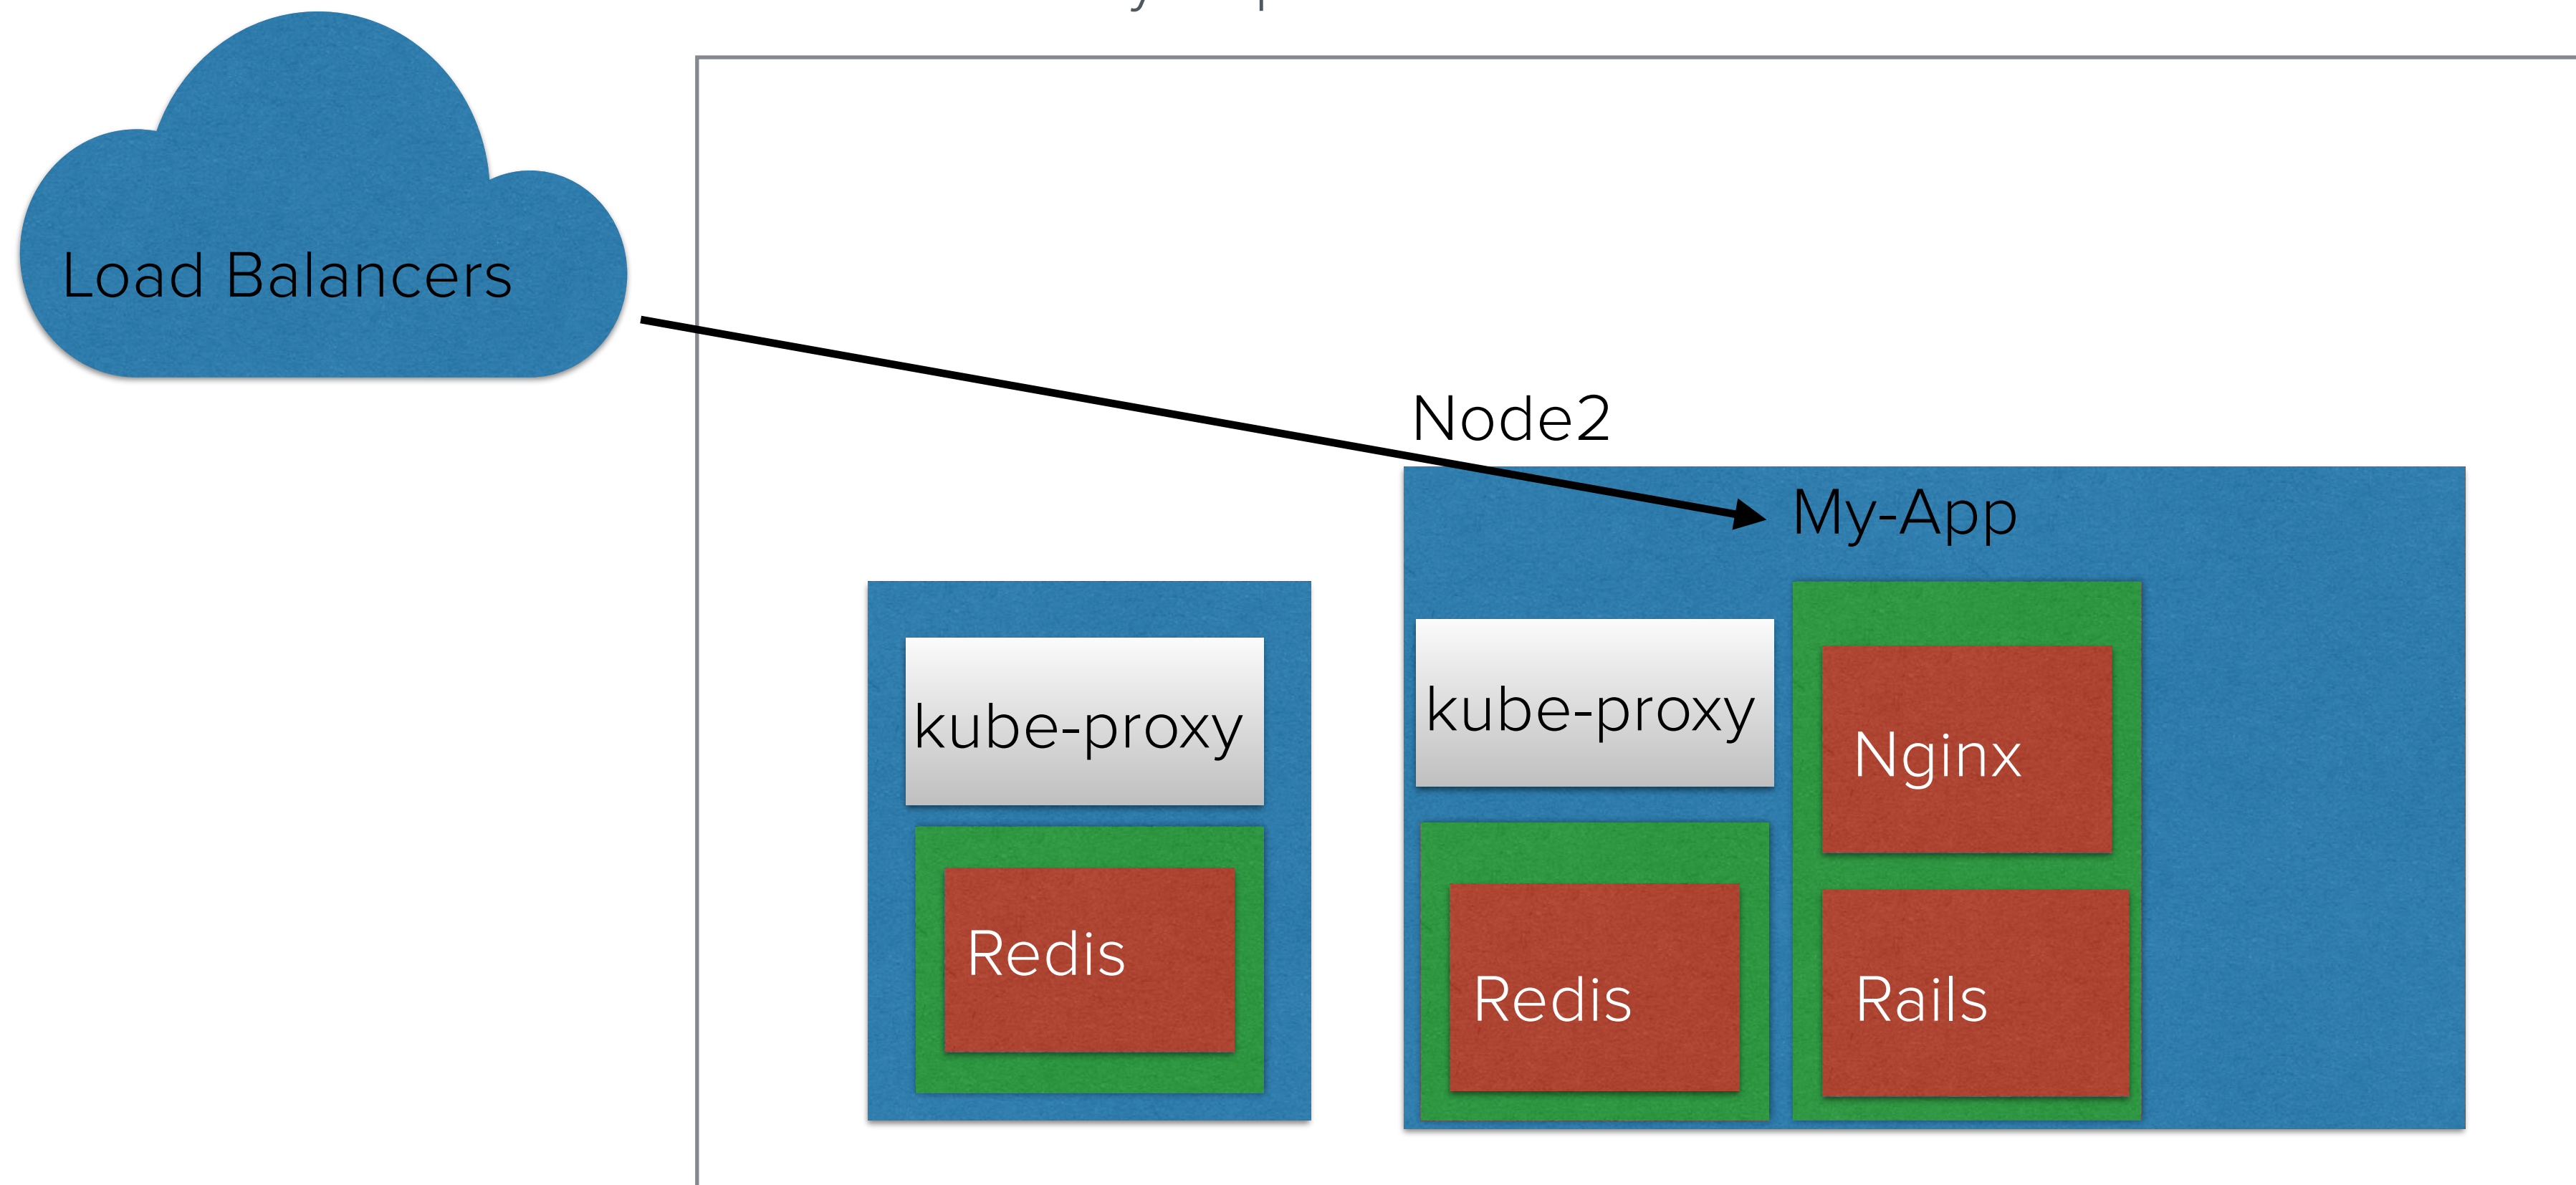 Load Balancers
Node2
My-App
kube-proxy
Redis
kube-proxy
Redis
Nginx
Rails